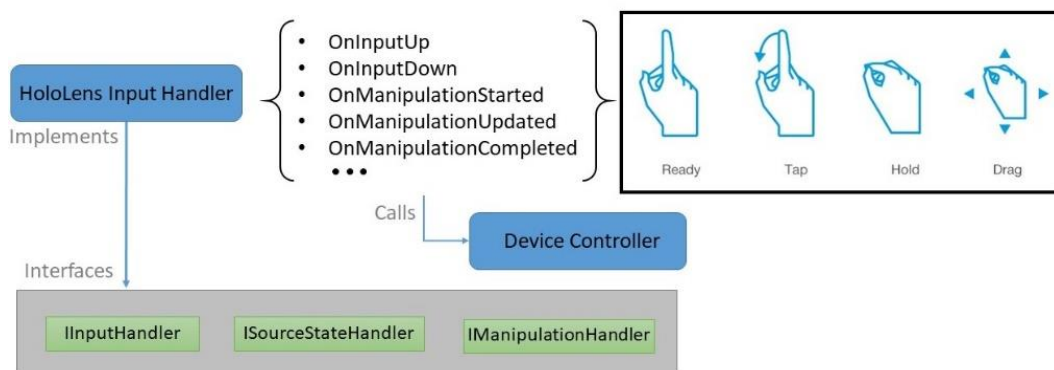 HoloLens Input Handler
Implements
• OnInputUp
• OnInputDown
• OnManipulationStarted
• OnManipulationUpdated
• OnManipulationCompleted
•••
Ready
Tap
Hold
Drag
Calls
Device Controller
Interfaces
IInputHandler
ISourceStateHandler
IManipulationHandler